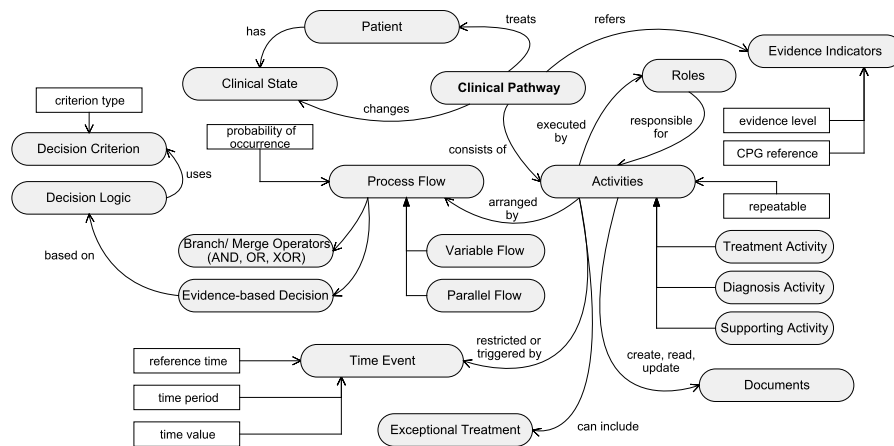 treats
refers
Patient
has
Evidence Indicators
Roles
Clinical State
Clinical Pathway
criterion type
changes
probability of
occurrence
executed
by
responsible
for
evidence level
Decision Criterion
consists
of
CPG reference
uses
Process Flow
Activities
Decision Logic
arranged
by
repeatable
Branch/ Merge Operators
(AND, OR, XOR)
Variable Flow
Treatment Activity
based on
Evidence-based Decision
Parallel Flow
Diagnosis Activity
Supporting Activity
restricted or
triggered by
reference time
Time Event
create, read,
update
Documents
time period
time value
Exceptional Treatment
can include